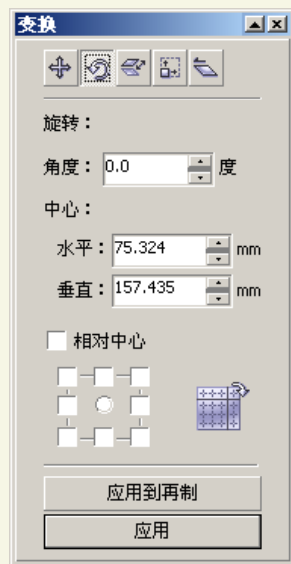 变换
旋转：
角度： 0.0 度
中心：
水平： 75.324 mm
垂直： 157.435 mm
相对中心
应用到再制
应用